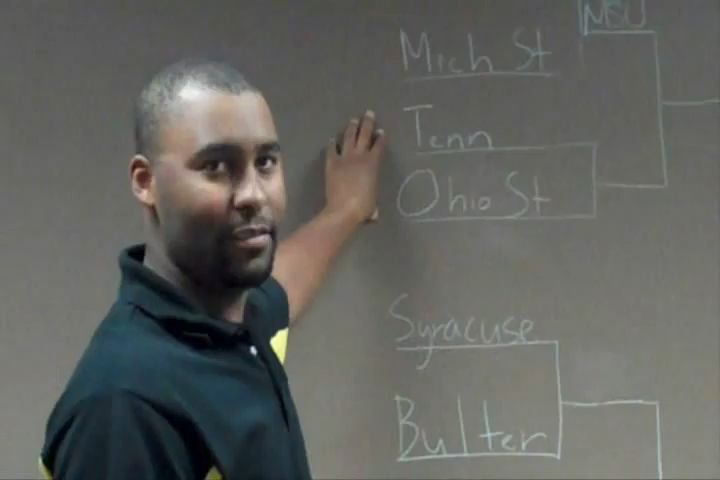 MSU
Mich St
Tenn
Ohio St
Syracuse
Bulter